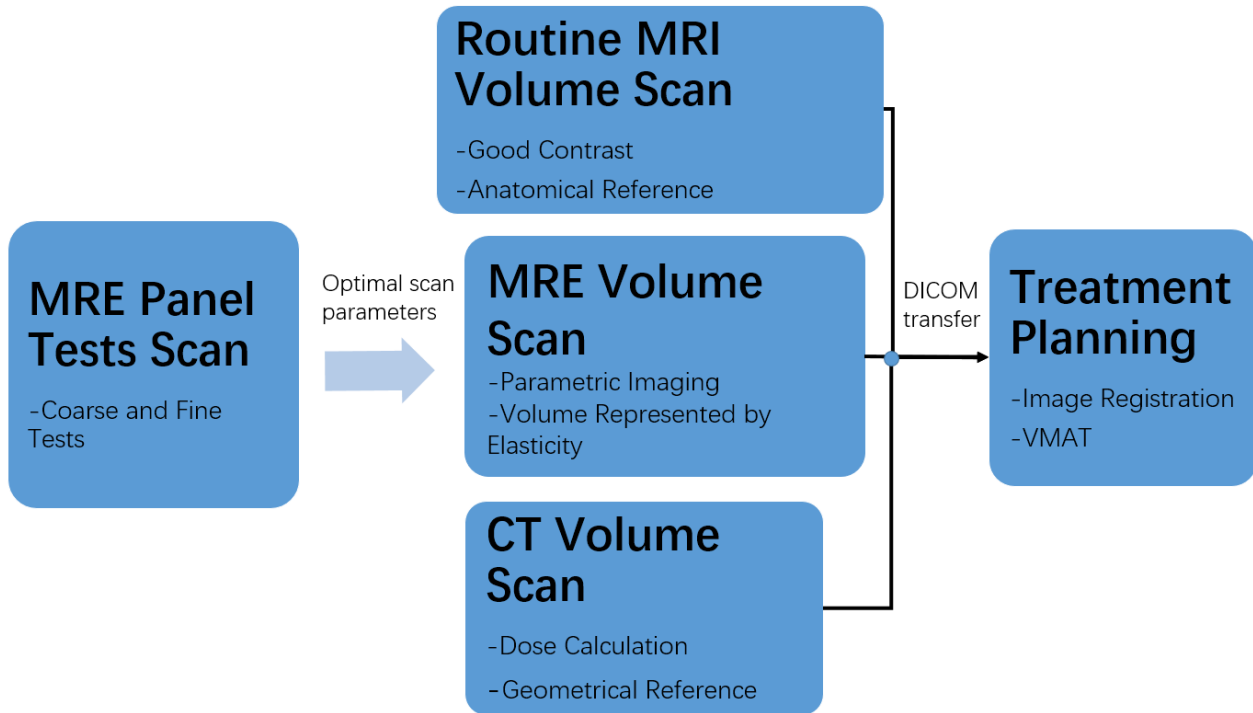 MRE Panel
Tests Scan
-Coarse and Fine
Tests
Optimal scan
parameters
Routine MRI
Volume Scan
-Good Contrast
-Anatomical Reference
MRE Volume
Scan
-Parametric Imaging
-Volume Represented by
Elasticity
CT Volume
Scan
-Dose Calculation
-Geometrical Reference
DICOM
transfer
Treatment
Planning
-Image Registration
-VMAT